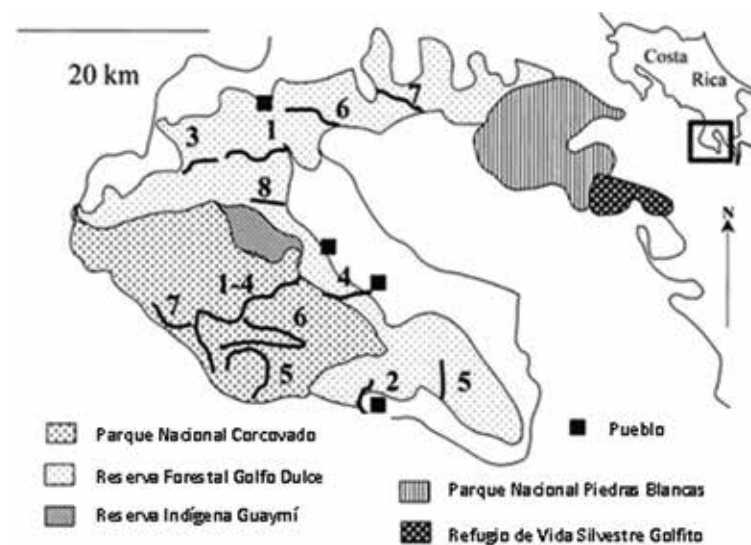 20 km
Costa
Rica
7
6
1
3
8
N
1-4
4
7
6
5
2
5
Parque Nacional Corcovado
Pueblo
Reserva Forestal Golfo Dulce
Parque Nacional Piedras Blancas
Reserva Indígena Guaymí
Refugio de Vida Silvestre Golfito